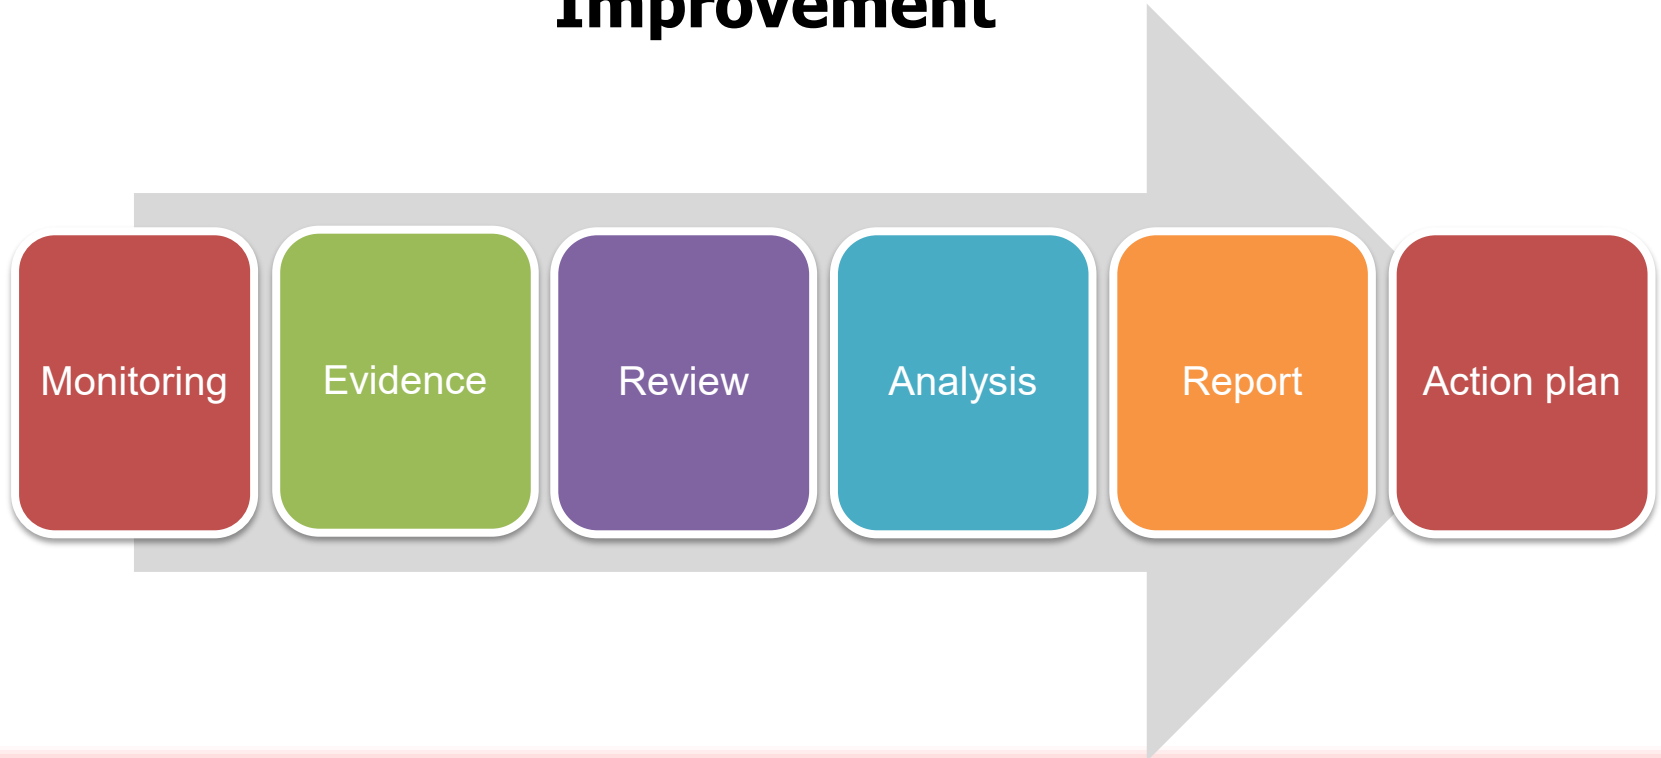 Improvement
Monitoring
Evidence
Review
Analysis
Report
Action plan